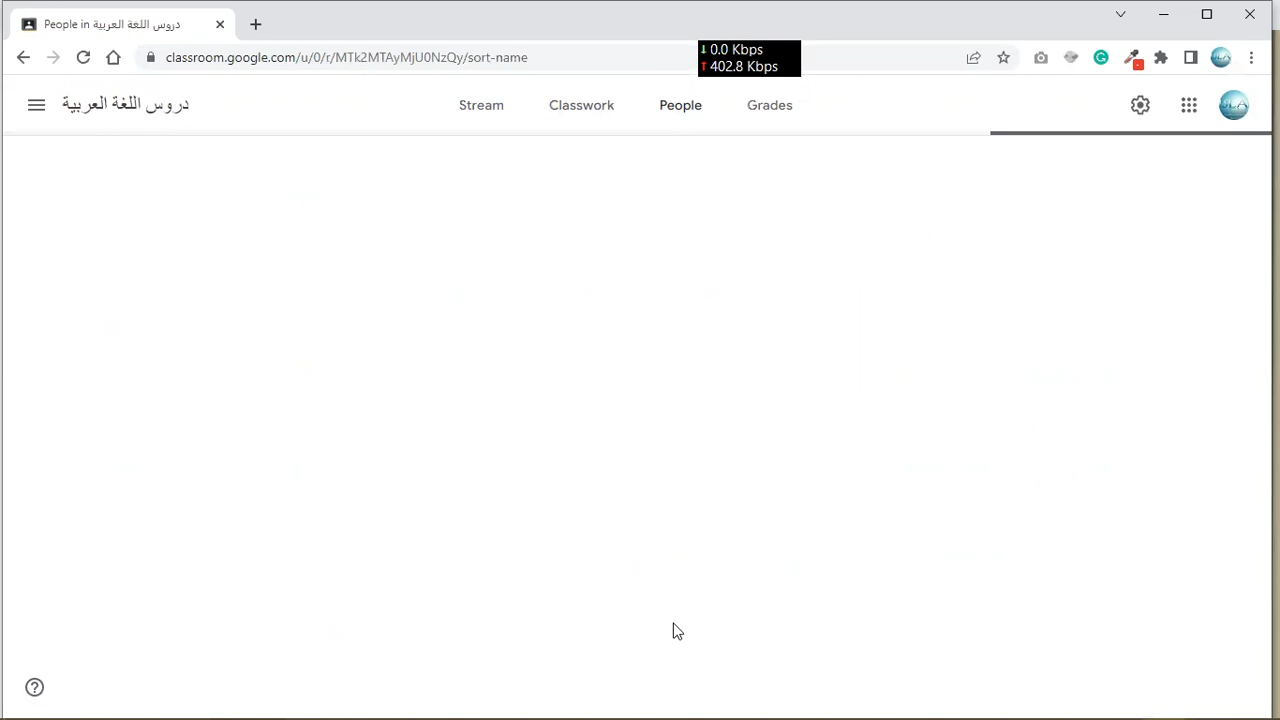 People in دروس اللغة العربية
classroom.google.com/u/0/r/MTk2MTAyMjU0NzQy/sort-name
0.0 Kbps
402.8 Kbps
دروس اللغة العربية
Stream
Classwork
People
Grades